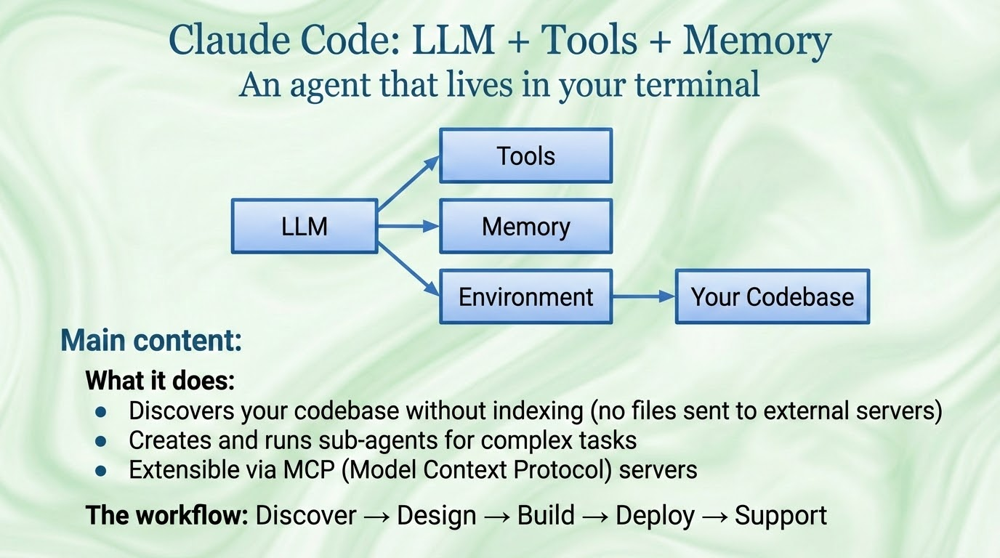 Claude Code: LLM + Tools + Memory
An agent that lives in your terminal
Tools
LLM
Memory
Environment
Your Codebase
Main content:
What it does:
• Discovers your codebase without indexing (no files sent to external servers)
• Creates and runs sub-agents for complex tasks
• Extensible via MCP (Model Context Protocol) servers
The workflow: Discover → Design → Build → Deploy → Support